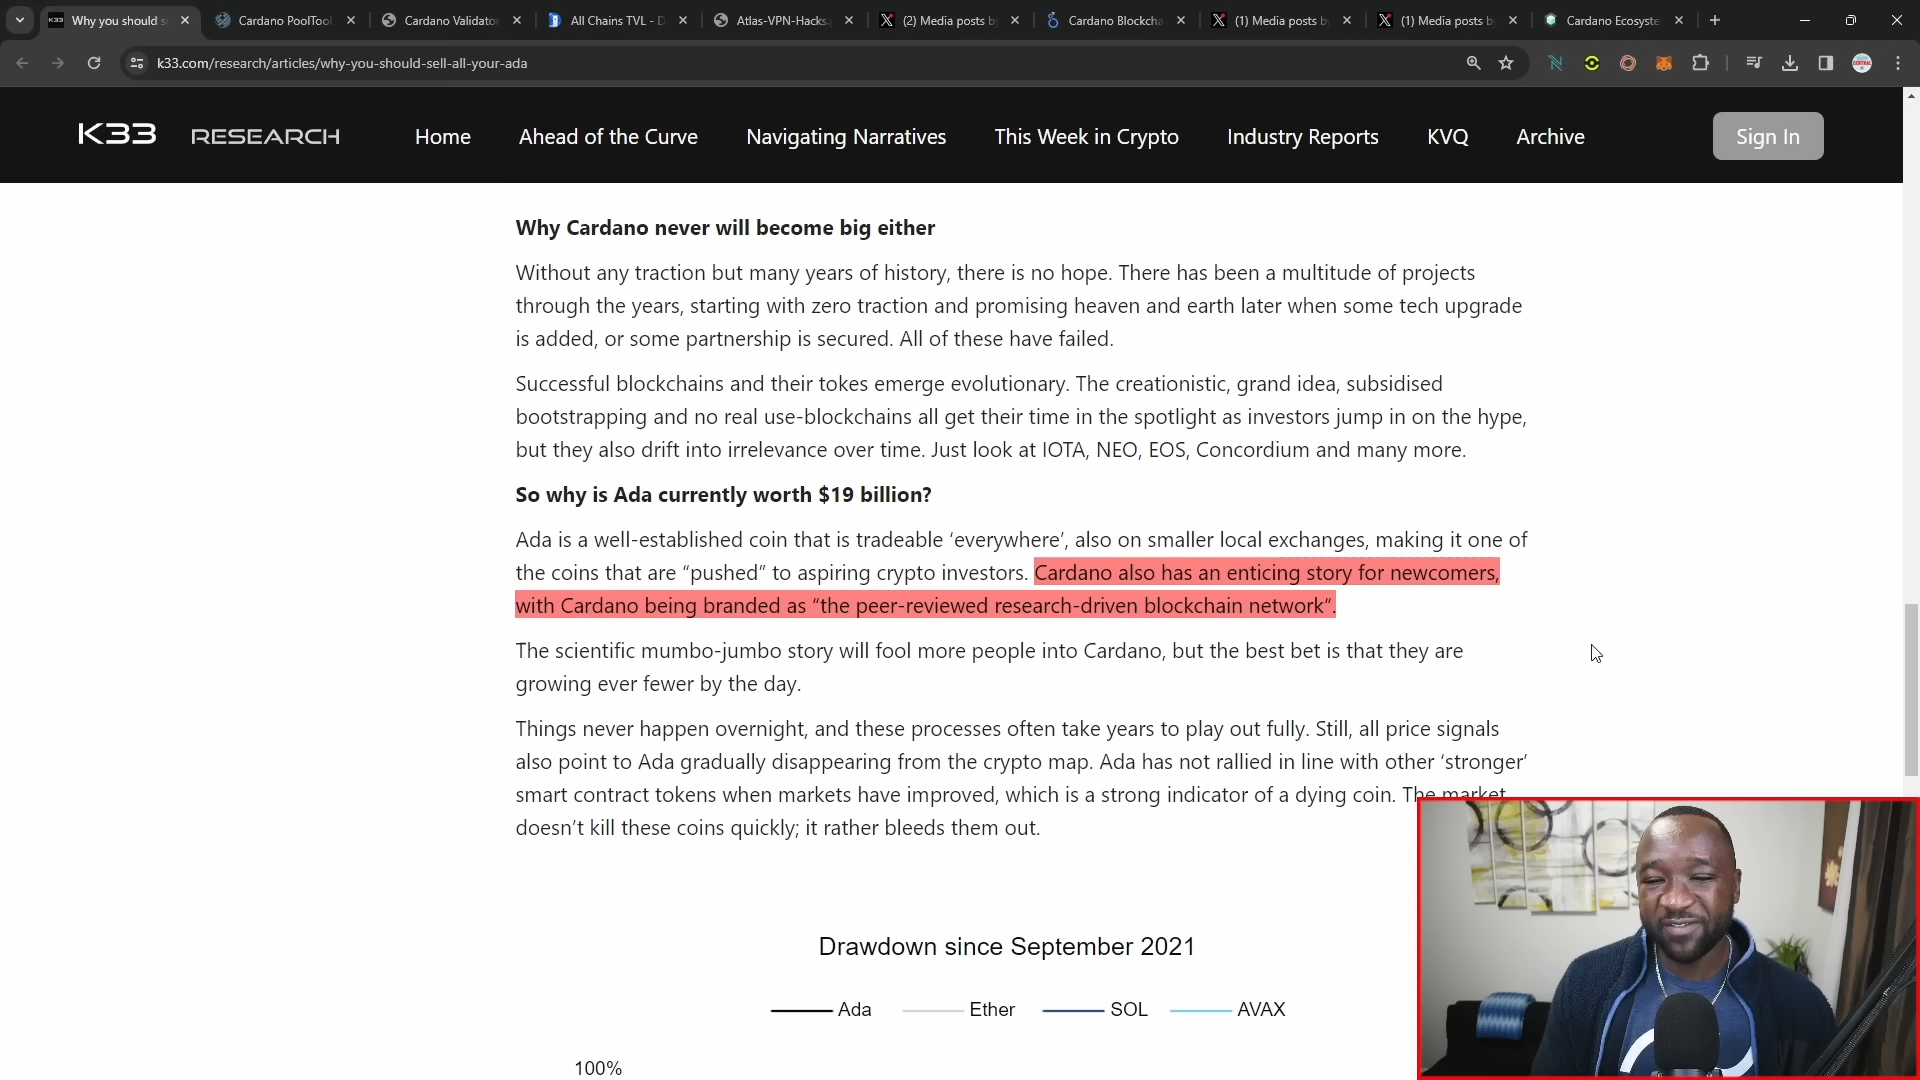 Why you should s
Cardano PoolTool
Cardano Validator
All Chains TVL - D
Atlas-VPN-Hacks.
(2) Media posts b
Cardano Blockcha
(1) Media posts b
(1) Media posts b
Cardano Ecosyste
k33.com/research/articles/why-you-should-sell-all-your-ada
K33 RESEARCH
Home
Ahead of the Curve
Navigating Narratives
This Week in Crypto
Industry Reports
KVQ
Archive
Sign In
Why Cardano never will become big either
Without any traction but many years of history, there is no hope. There has been a multitude of projects
through the years, starting with zero traction and promising heaven and earth later when some tech upgrade
is added, or some partnership is secured. All of these have failed.
Successful blockchains and their tokes emerge evolutionary. The creationistic, grand idea, subsidised
bootstrapping and no real use-blockchains all get their time in the spotlight as investors jump in on the hype,
but they also drift into irrelevance over time. Just look at IOTA, NEO, EOS, Concordium and many more.
So why is Ada currently worth $19 billion?
Ada is a well-established coin that is tradeable ‘everywhere’, also on smaller local exchanges, making it one of
the coins that are “pushed” to aspiring crypto investors. Cardano also has an enticing story for newcomers,
with Cardano being branded as “the peer-reviewed research-driven blockchain network“.
The scientific mumbo-jumbo story will fool more people into Cardano, but the best bet is that they are
growing ever fewer by the day.
Things never happen overnight, and these processes often take years to play out fully. Still, all price signals
also point to Ada gradually disappearing from the crypto map. Ada has not rallied in line with other ‘stronger’
smart contract tokens when markets have improved, which is a strong indicator of a dying coin. The market
doesn’t kill these coins quickly; it rather bleeds them out.
Drawdown since September 2021
Ada
Ether
SOL
AVAX
100%